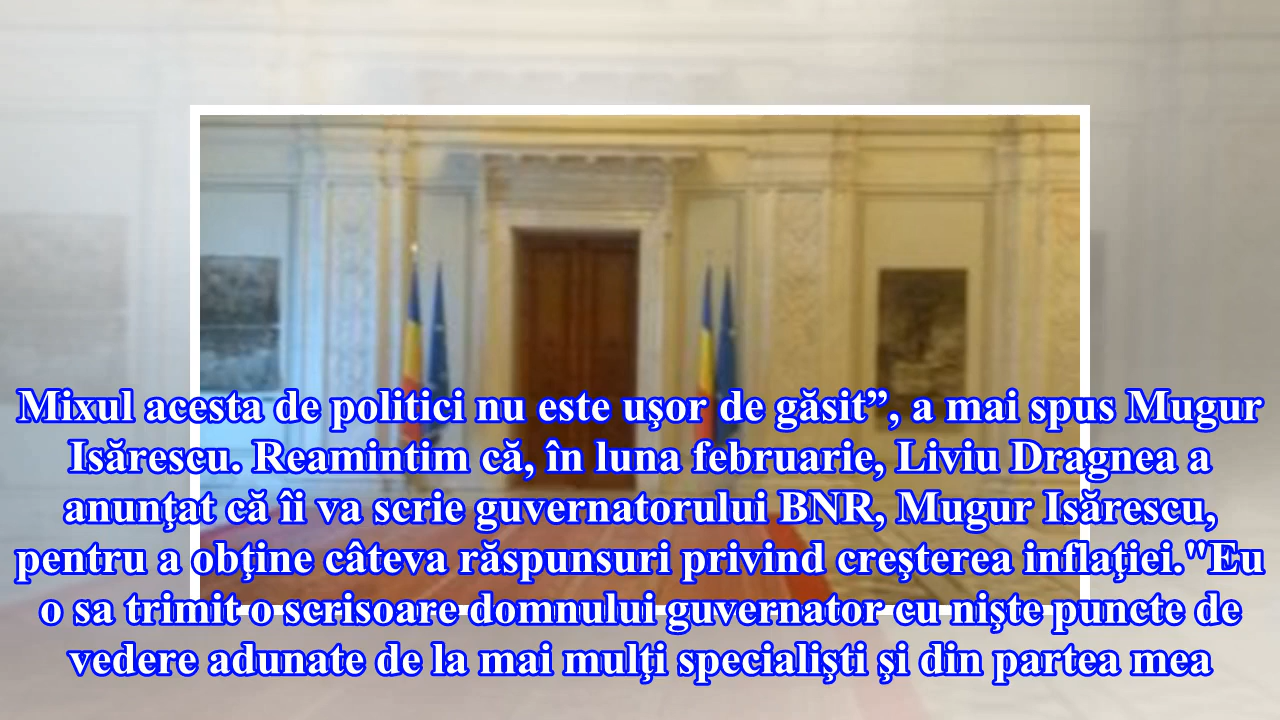 Mixul acesta de politici nu este uşor de găsit”, a mai spus Mugur
Isărescu. Reamintim că, în luna februarie, Liviu Dragnea a
anunţat că îi va scrie guvernatorului BNR, Mugur Isărescu,
pentru a obţine câteva răspunsuri privind creşterea inflaţiei."Eu
o sa trimit o scrisoare domnului guvernator cu nişte puncte de
vedere adunate de la mai mulţi specialişti şi din partea mea